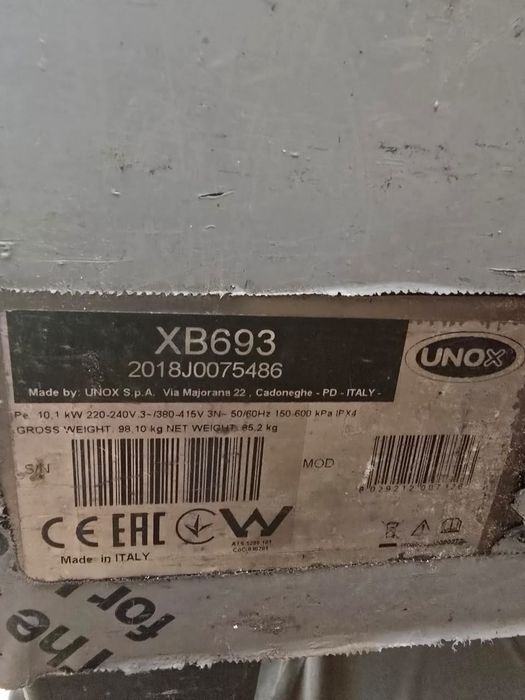 XB693
2018J0075486
UNOX
Made by: UNOX S.p.A. Via Majorana 22 , Cadoneghe - PD - ITALY -
Pe. 10,1 kW 220-240V 3~/380-415V 3N~ 50/60Hz 150-600 kPa IPX4
GROSS WEIGHT: 98,10 kg NET WEIGHT: 85.2 kg
S/N
MOD
CE EAC
Made in ITALY
The
for